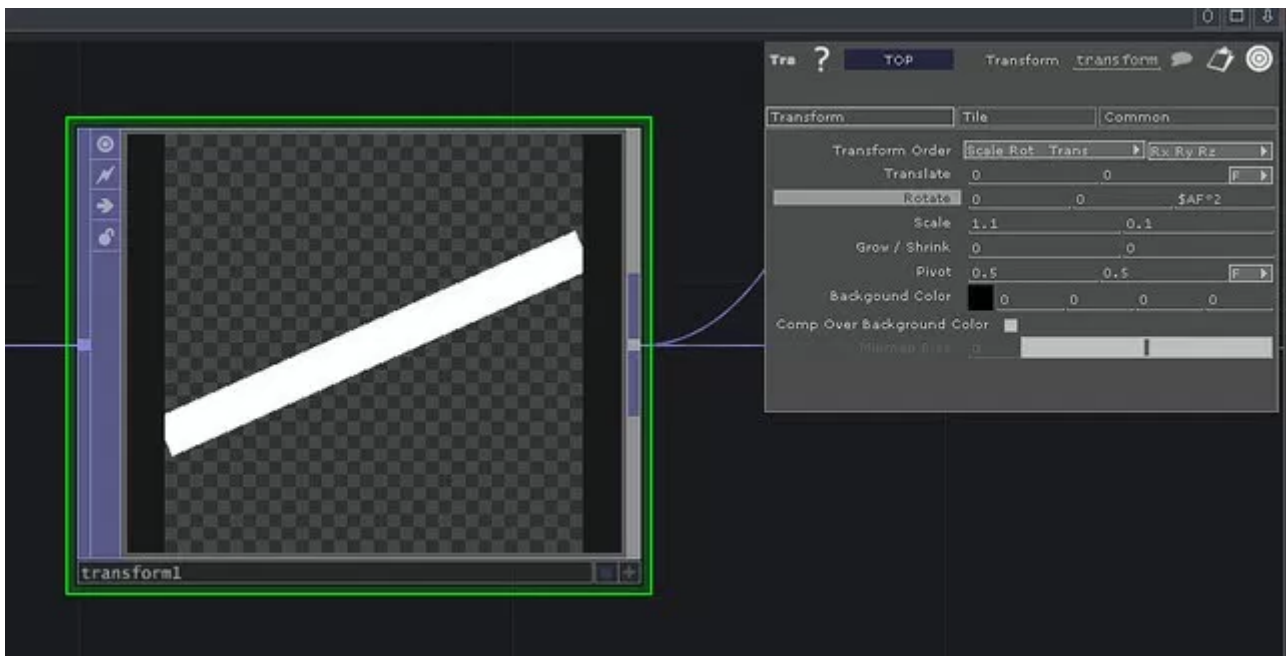 Tra ? TOP Transform transform
Transform Tile Common
Transform Order Scale Rot Trans Rx Ry Rz
Translate 0 0 F
Rotate 0 0 $AF*2
Scale 1.1 0.1
Grow / Shrink 0 0
Pivot 0.5 0.5 F
Backgound Color 0 0 0 0
Comp Over Background Color
0
transform1